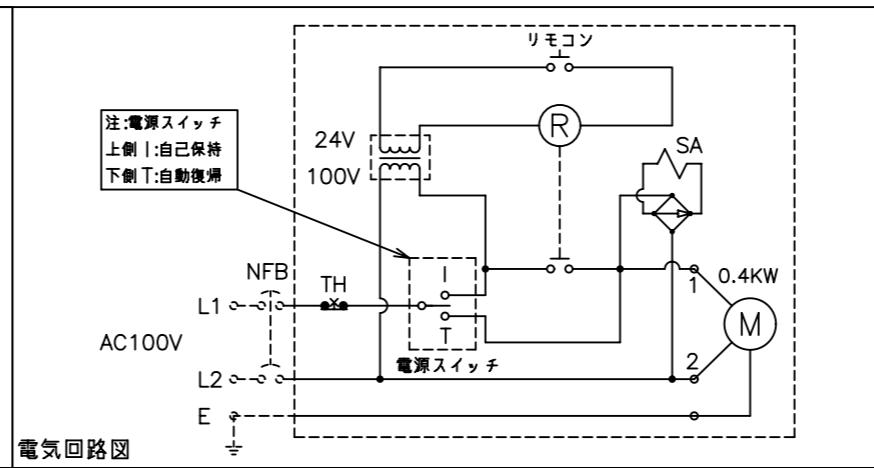 リモコン
注:電源スイッチ
上側|:自己保持
下側T:自動復帰
24V
100V
R
SA
NFB
TH
I
T
電源スイッチ
L1
AC100V
L2
E
1
0.4KW
M
2
電気回路図